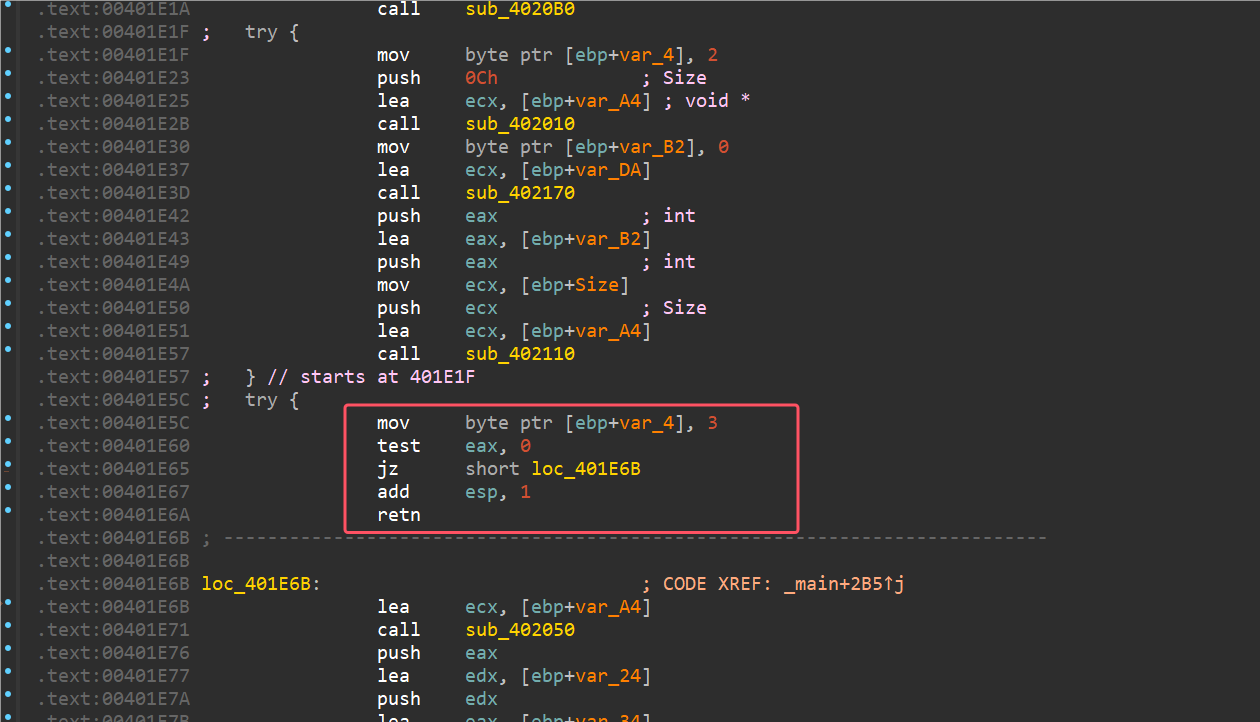 .text:00401E1A call sub_4020B0
.text:00401E1F ; try {
.text:00401E1F mov byte ptr [ebp+var_4], 2
.text:00401E23 push 0Ch ; Size
.text:00401E25 lea ecx, [ebp+var_A4] ; void *
.text:00401E2B call sub_402010
.text:00401E30 mov byte ptr [ebp+var_B2], 0
.text:00401E37 lea ecx, [ebp+var_DA]
.text:00401E3D call sub_402170
.text:00401E42 push eax ; int
.text:00401E43 lea eax, [ebp+var_B2]
.text:00401E49 push eax ; int
.text:00401E4A mov ecx, [ebp+Size]
.text:00401E50 push ecx ; Size
.text:00401E51 lea ecx, [ebp+var_A4]
.text:00401E57 call sub_402110
.text:00401E57 ; } // starts at 401E1F
.text:00401E5C ; try {
.text:00401E5C mov byte ptr [ebp+var_4], 3
.text:00401E60 test eax, 0
.text:00401E65 jz short loc_401E6B
.text:00401E67 add esp, 1
.text:00401E6A retn
.text:00401E6B ; ---------------------------------------------------------------------------
.text:00401E6B
.text:00401E6B loc_401E6B: ; CODE XREF: _main+2B5↑j
.text:00401E6B lea ecx, [ebp+var_A4]
.text:00401E71 call sub_402050
.text:00401E76 push eax
.text:00401E77 lea edx, [ebp+var_24]
.text:00401E7A push edx
.text:00401E7B lea eax, [ebp+var_34]